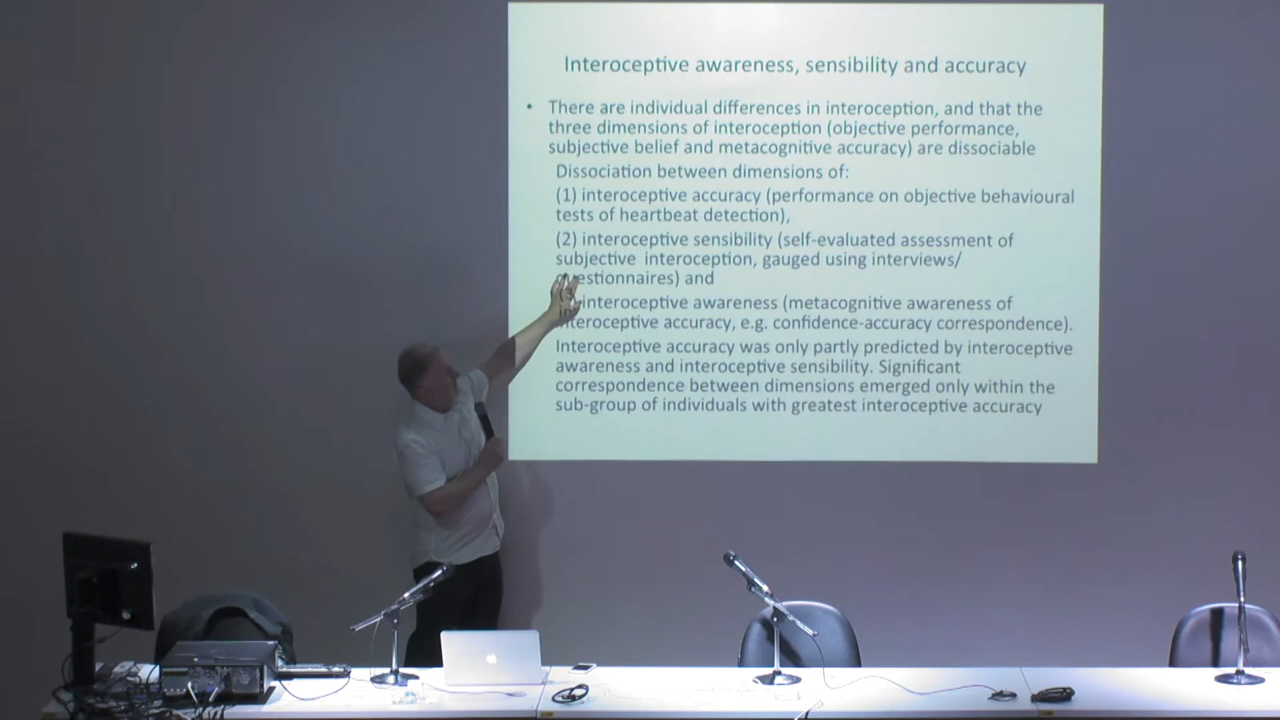 Interoceptive awareness, sensibility and accuracy
• There are individual differences in interoception, and that the
three dimensions of interoception (objective performance,
subjective belief and metacognitive accuracy) are dissociable
Dissociation between dimensions of:
(1) interoceptive accuracy (performance on objective behavioural
tests of heartbeat detection),
(2) interoceptive sensibility (self-evaluated assessment of
subjective interoception, gauged using interviews/
questionnaires) and
(3) interoceptive awareness (metacognitive awareness of
interoceptive accuracy, e.g. confidence-accuracy correspondence).
Interoceptive accuracy was only partly predicted by interoceptive
awareness and interoceptive sensibility. Significant
correspondence between dimensions emerged only within the
sub-group of individuals with greatest interoceptive accuracy